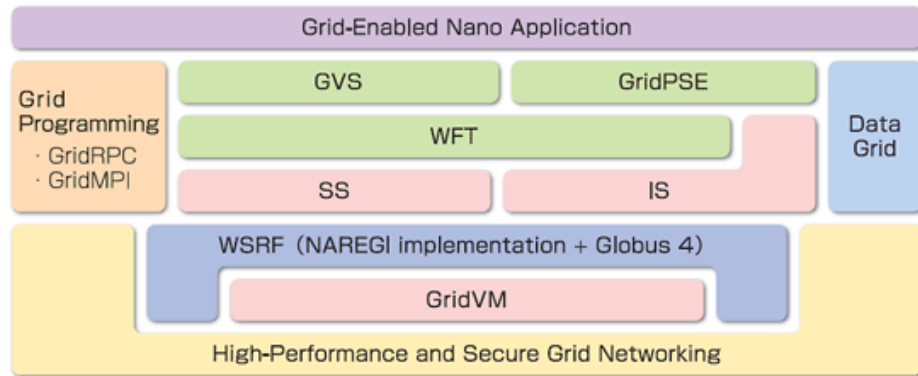 Grid-Enabled Nano Application
Grid
Programming
· GridRPC
· GridMPI
GVS
GridPSE
WFT
SS
IS
Data
Grid
WSRF (NAREGI implementation + Globus 4)
GridVM
High-Performance and Secure Grid Networking